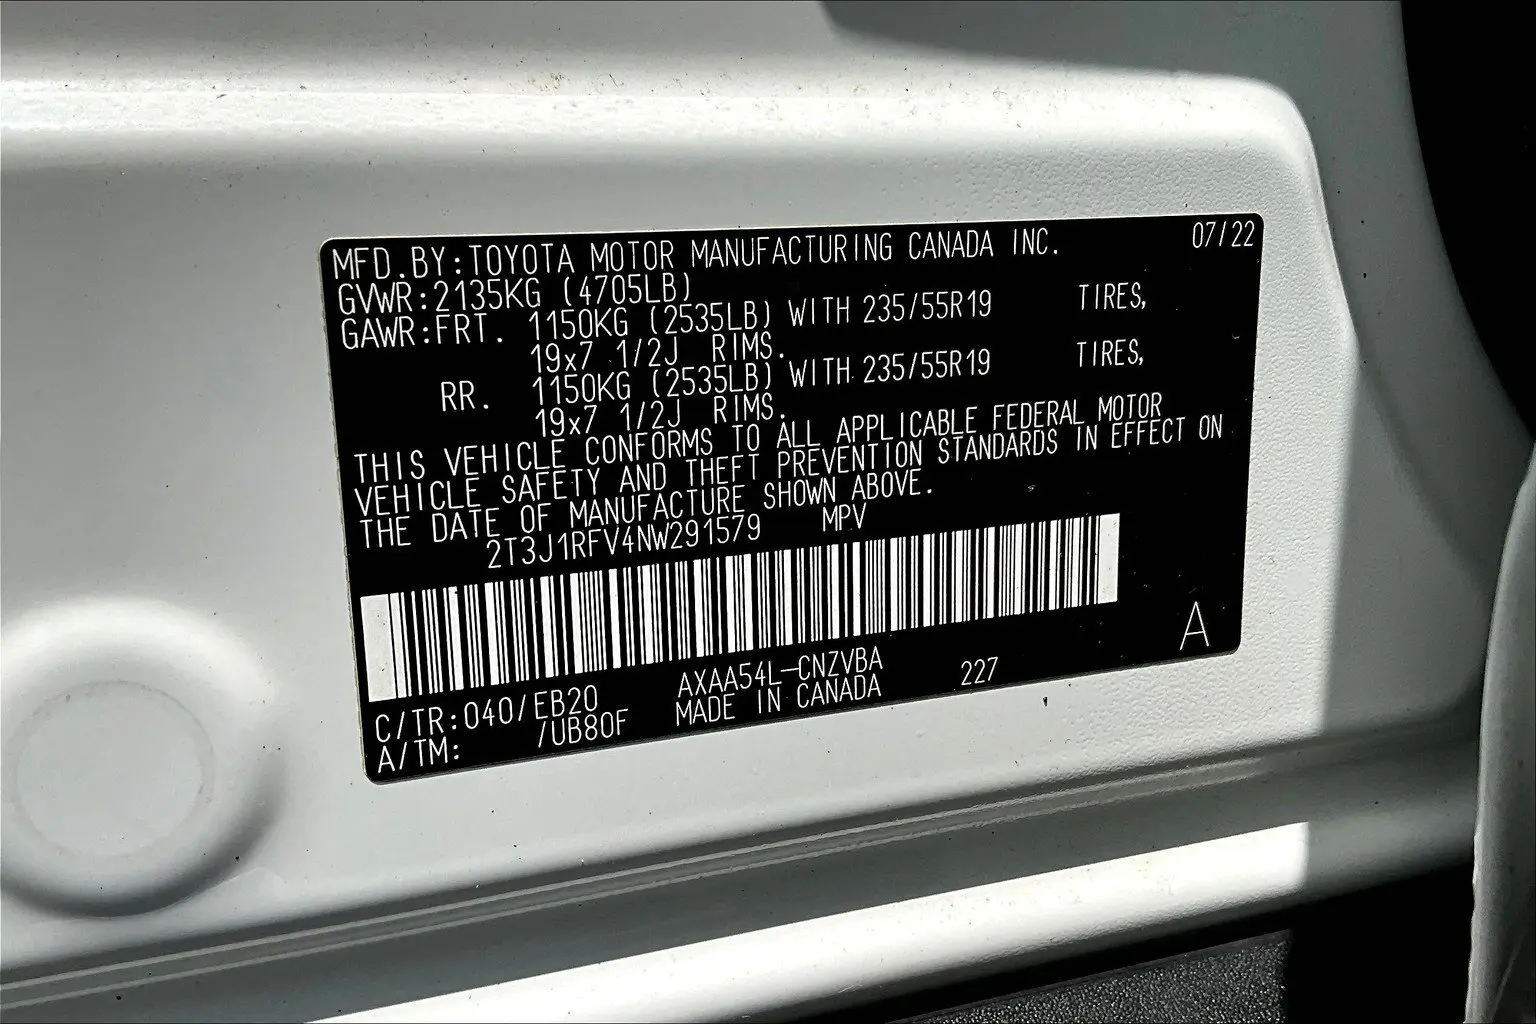 MFD.BY:TOYOTA MOTOR MANUFACTURING CANADA INC. 07/22
GVWR:2135KG (4705LB)
GAWR:FRT. 1150KG (2535LB) WITH 235/55R19 TIRES,
19x7 1/2J RIMS.
RR. 1150KG (2535LB) WITH 235/55R19 TIRES,
19x7 1/2J RIMS.
THIS VEHICLE CONFORMS TO ALL APPLICABLE FEDERAL MOTOR
VEHICLE SAFETY AND THEFT PREVENTION STANDARDS IN EFFECT ON
THE DATE OF MANUFACTURE SHOWN ABOVE.
2T3J1RFV4NW291579 MPV
A
C/TR:040/EB20 AXAA54L-CNZVBA 227
A/TM: /UB80F MADE IN CANADA